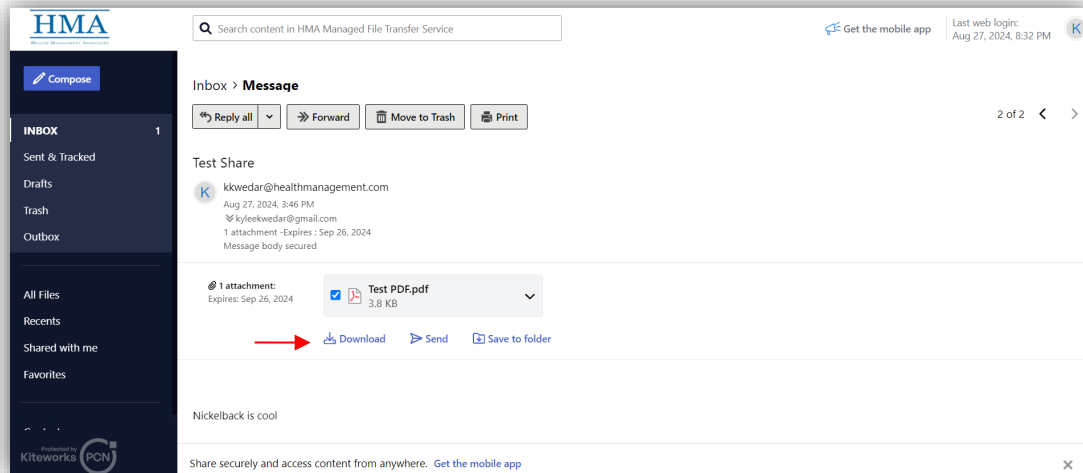 HMA
HEALTH MANAGEMENT ASSOCIATES
Search content in HMA Managed File Transfer Service
Get the mobile app
Last web login:
Aug 27, 2024, 8:32 PM
K
Compose
INBOX 1
Sent & Tracked
Drafts
Trash
Outbox
All Files
Recents
Shared with me
Favorites
Protected by
Kiteworks PCN
Inbox > Message
Reply all
Forward
Move to Trash
Print
2 of 2
Test Share
K
kkwedar@healthmanagement.com
Aug 27, 2024, 3:46 PM
kyleekwedar@gmail.com
1 attachment -Expires : Sep 26, 2024
Message body secured
1 attachment:
Expires: Sep 26, 2024
Test PDF.pdf
3.8 KB
Download
Send
Save to folder
Nickelback is cool
Share securely and access content from anywhere. Get the mobile app